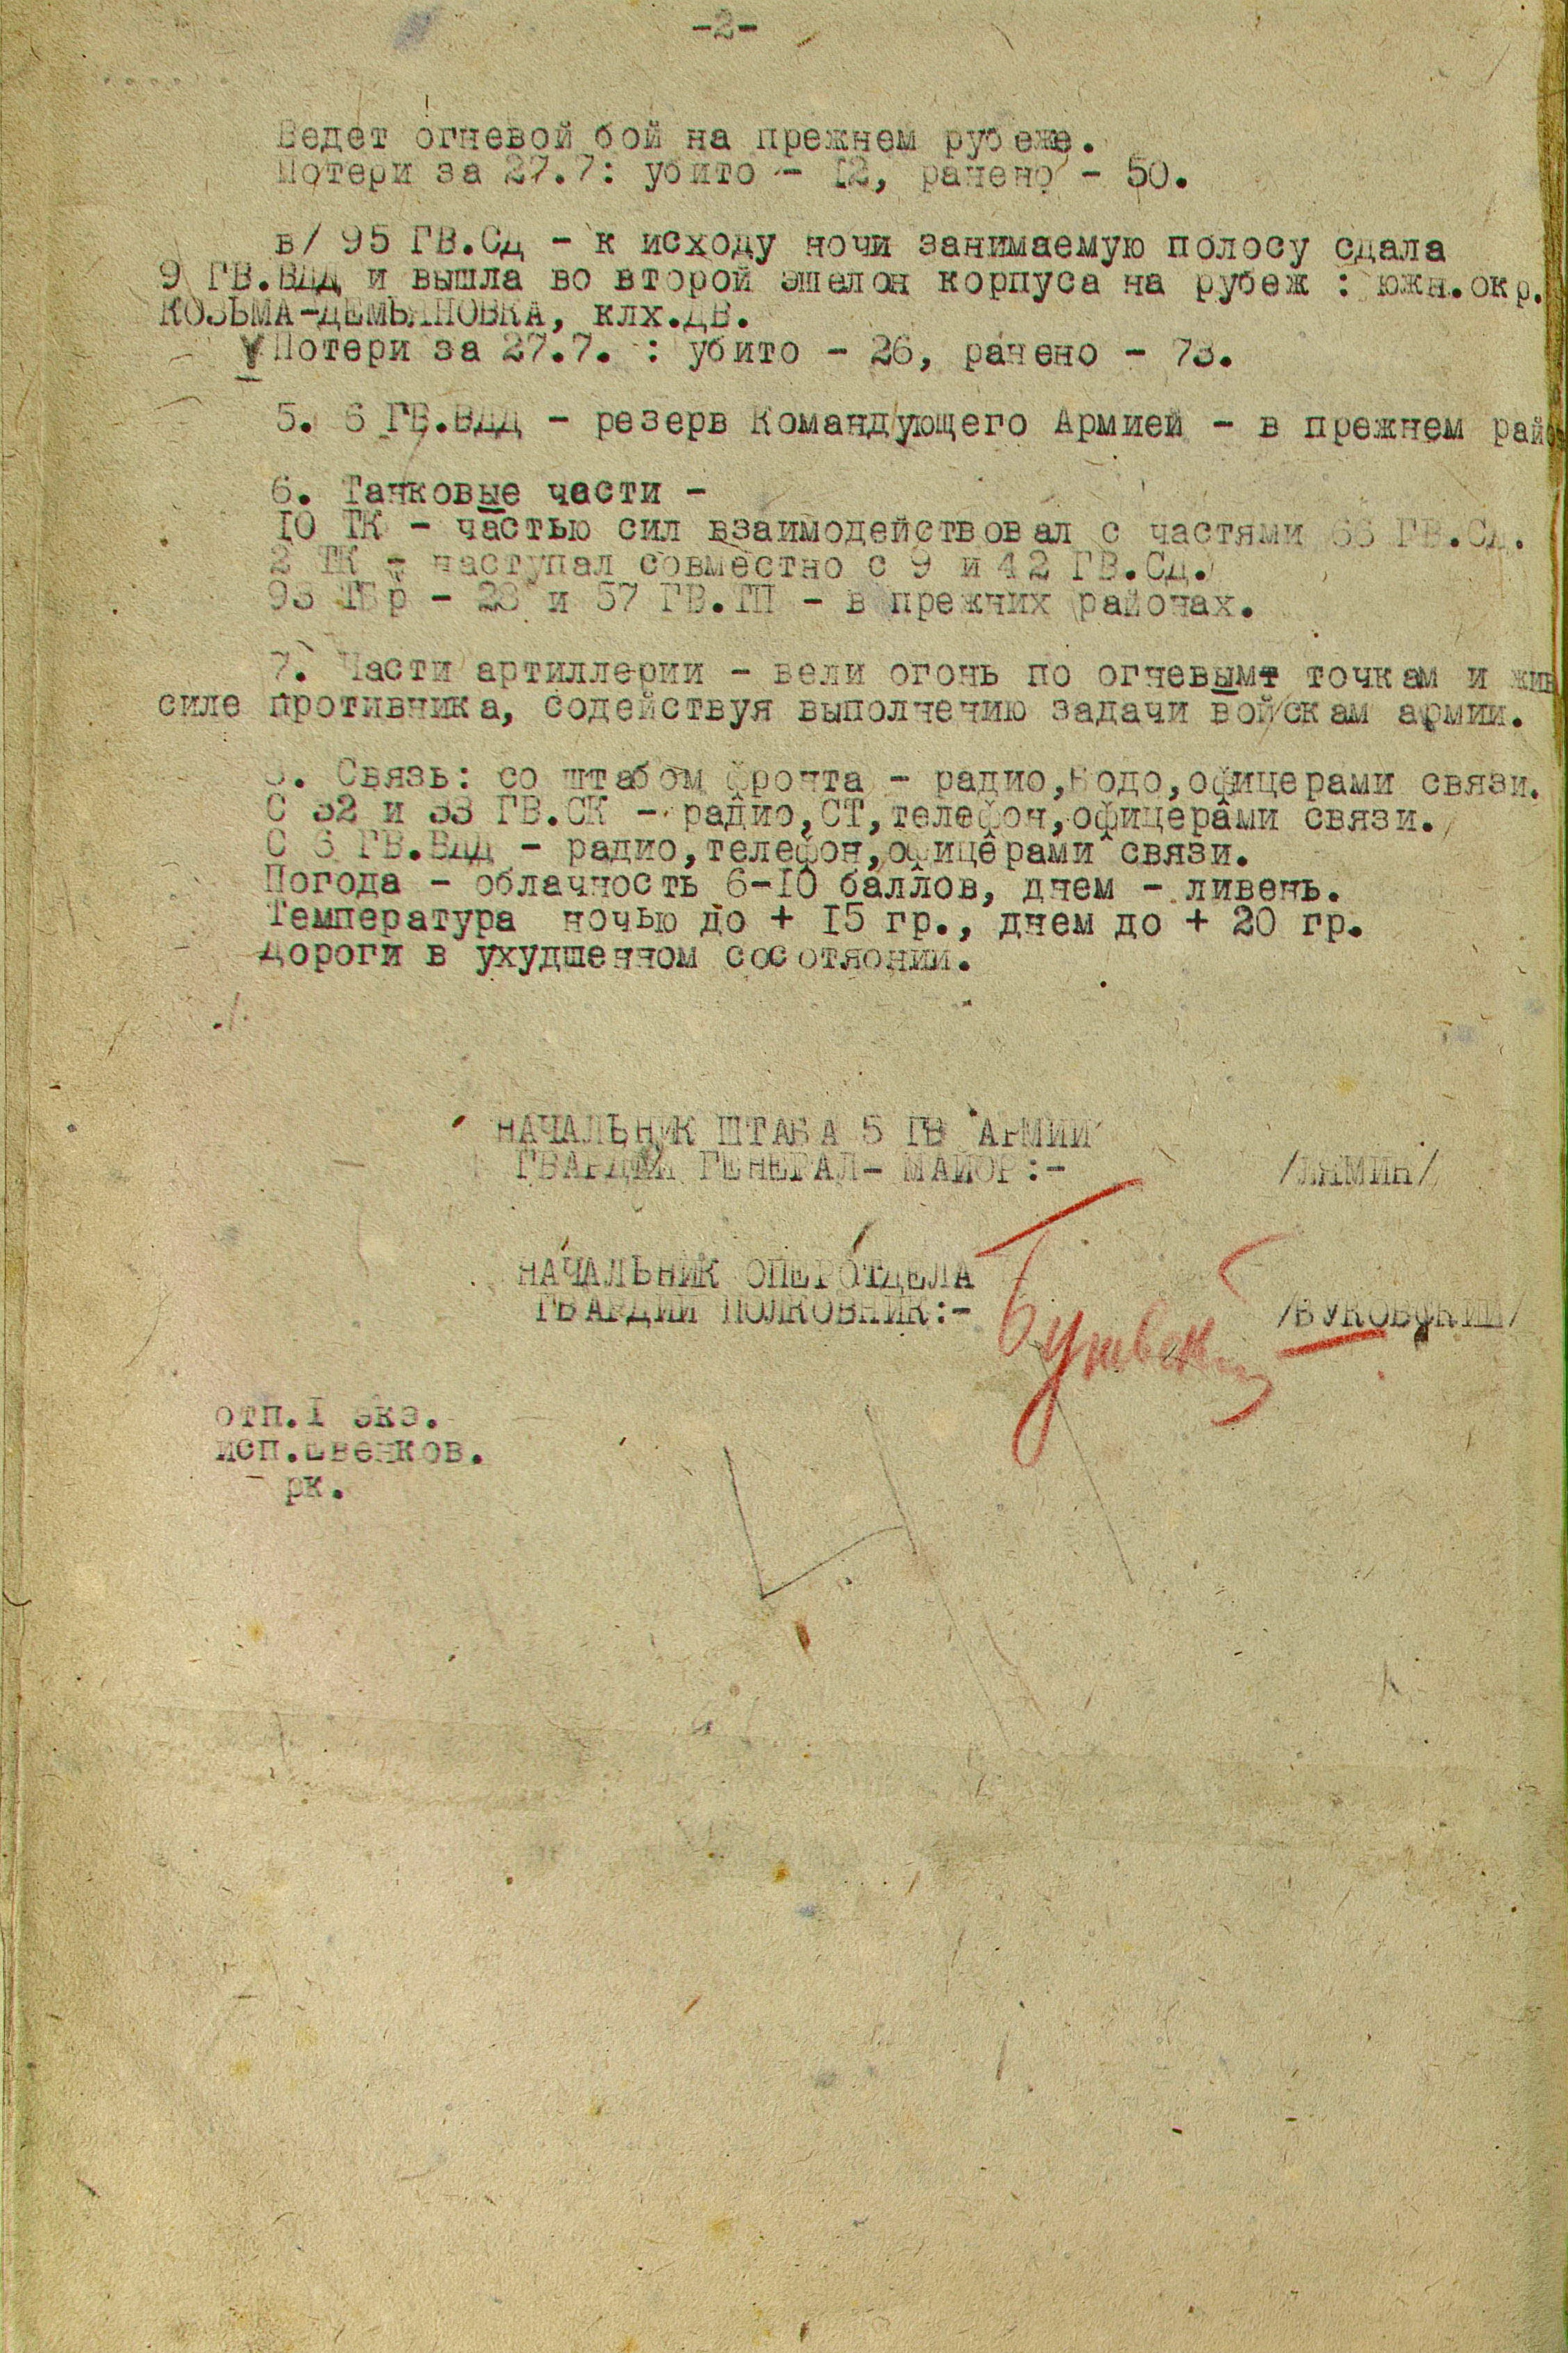 -2-
Ведет огневой бой на прежнем рубеже.
Потери за 27.7: убито - 12, ранено - 50.
в/ 95 ГВ.СД - к исходу ночи занимаемую полосу сдала
9 ГВ.ВДД и вышла во второй эшелон корпуса на рубеж : южн.окр.
КОЗЬМА-ДЕМЬЯНОВКА, клх.дв.
Потери за 27.7. : убито - 26, ранено - 73.
5. 6 ГВ.ВДД - резерв Командующего Армией - в прежнем рай
6. Танковые части -
10 ТК - частью сил взаимодействовал с частями 66 ГВ.СД.
2 ТК - наступал совместно с 9 и 42 ГВ.СД.
93 ТБр - и 57 ГВ.ТП - в прежних районах.
7. Части артиллерии - вели огонь по огневым точкам и
силе противника, содействуя выполнению задачи войскам армии.
Связь: со штабом фронта - радио,Бодо,офицерами связи.
С 32 и 33 ГВ.СК - радио,СТ,телефон,офицерами связи.
С 6 ГВ.ВДД - радио,телефон,офицерами связи.
Погода - облачность 6-10 баллов, днем - ливень.
Температура ночью до + 15 гр., днем до + 20 гр.
Дороги в ухудшенном сосотяонии.
НАЧАЛЬНИК ШТАБА 5 ГВ АРМИИ
ГВАРДИИ ГЕНЕРАЛ- МАЙОР:- /ЛЯМИН/
НАЧАЛЬНИК ОПЕРОТДЕЛА
ГВАРДИИ ПОЛКОВНИК:- /БУКОВСКИЙ/
отп.1 экз.
рк.